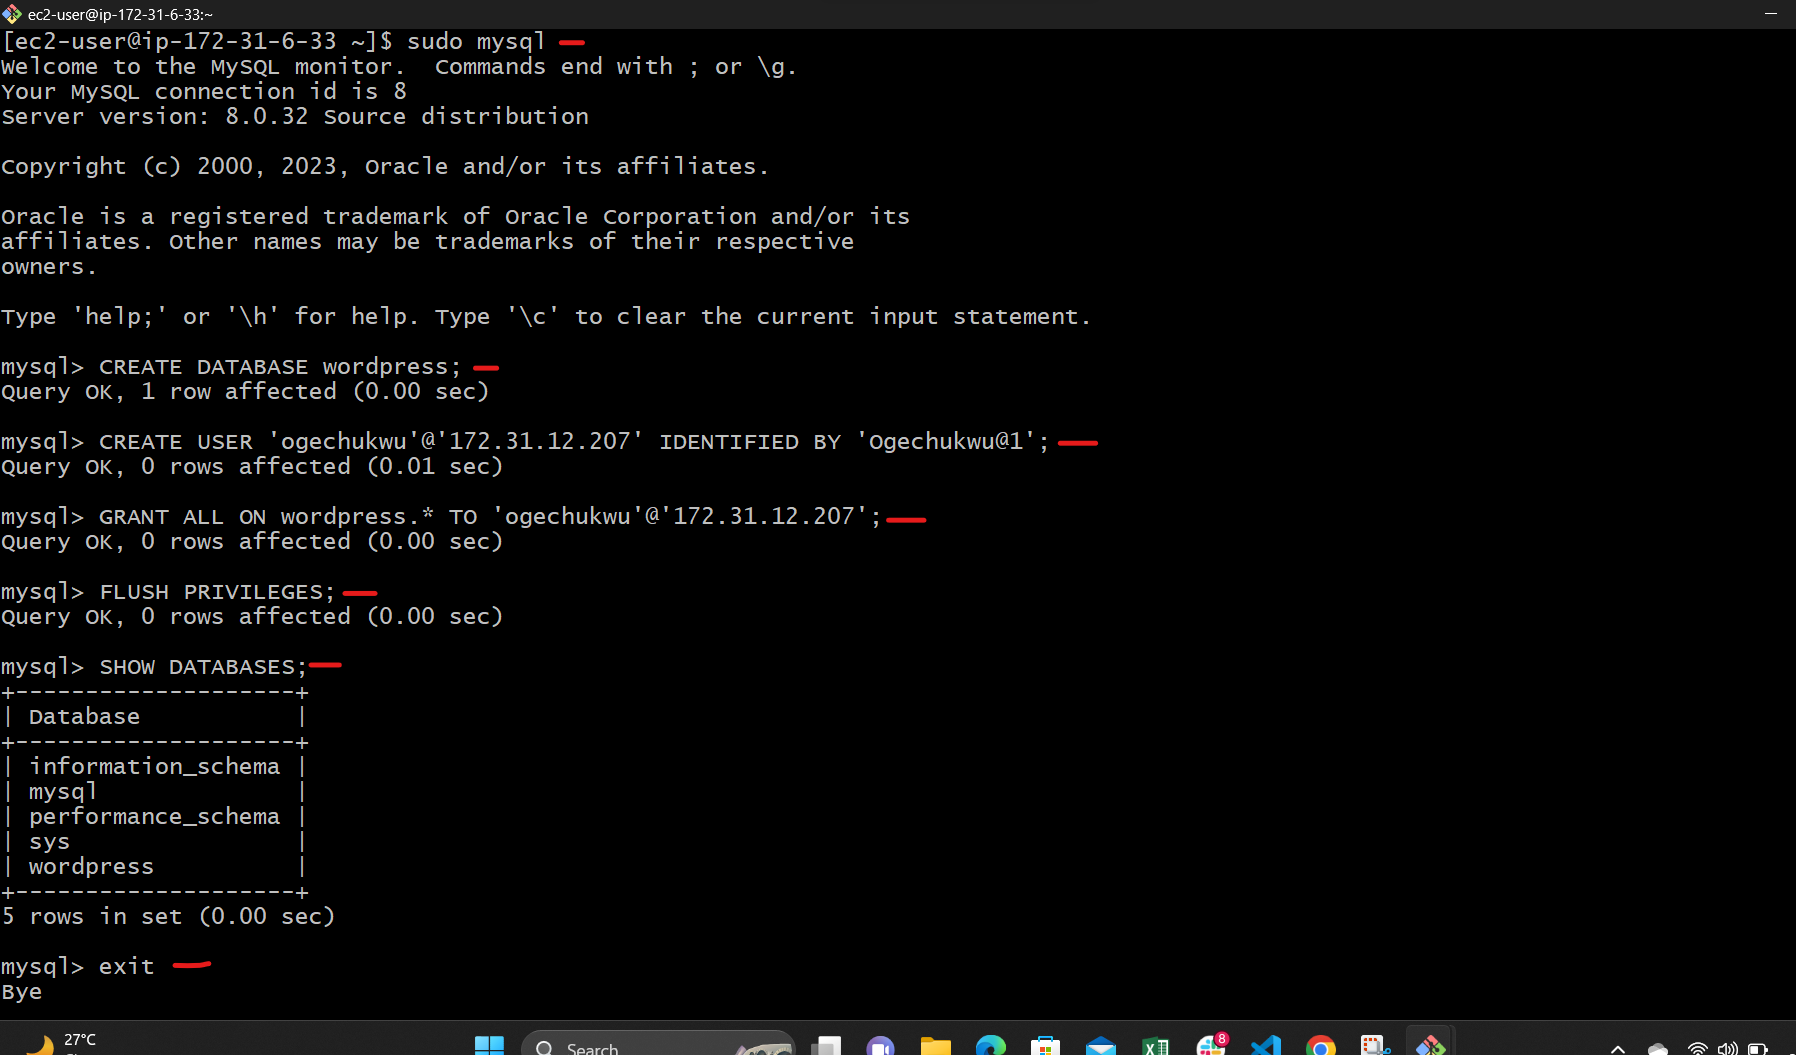 ec2-user@ip-172-31-6-33:~
[ec2-user@ip-172-31-6-33 ~]$ sudo mysql
Welcome to the MySQL monitor.  Commands end with ; or \g.
Your MySQL connection id is 8
Server version: 8.0.32 Source distribution

Copyright (c) 2000, 2023, Oracle and/or its affiliates.

Oracle is a registered trademark of Oracle Corporation and/or its
affiliates. Other names may be trademarks of their respective
owners.

Type 'help;' or '\h' for help. Type '\c' to clear the current input statement.

mysql> CREATE DATABASE wordpress;
Query OK, 1 row affected (0.00 sec)

mysql> CREATE USER 'ogechukwu'@'172.31.12.207' IDENTIFIED BY 'Ogechukwu@1';
Query OK, 0 rows affected (0.01 sec)

mysql> GRANT ALL ON wordpress.* TO 'ogechukwu'@'172.31.12.207';
Query OK, 0 rows affected (0.00 sec)

mysql> FLUSH PRIVILEGES;
Query OK, 0 rows affected (0.00 sec)

mysql> SHOW DATABASES;
+--------------------+
| Database           |
+--------------------+
| information_schema |
| mysql              |
| performance_schema |
| sys                |
| wordpress          |
+--------------------+
5 rows in set (0.00 sec)

mysql> exit
Bye
27°C
Search
8